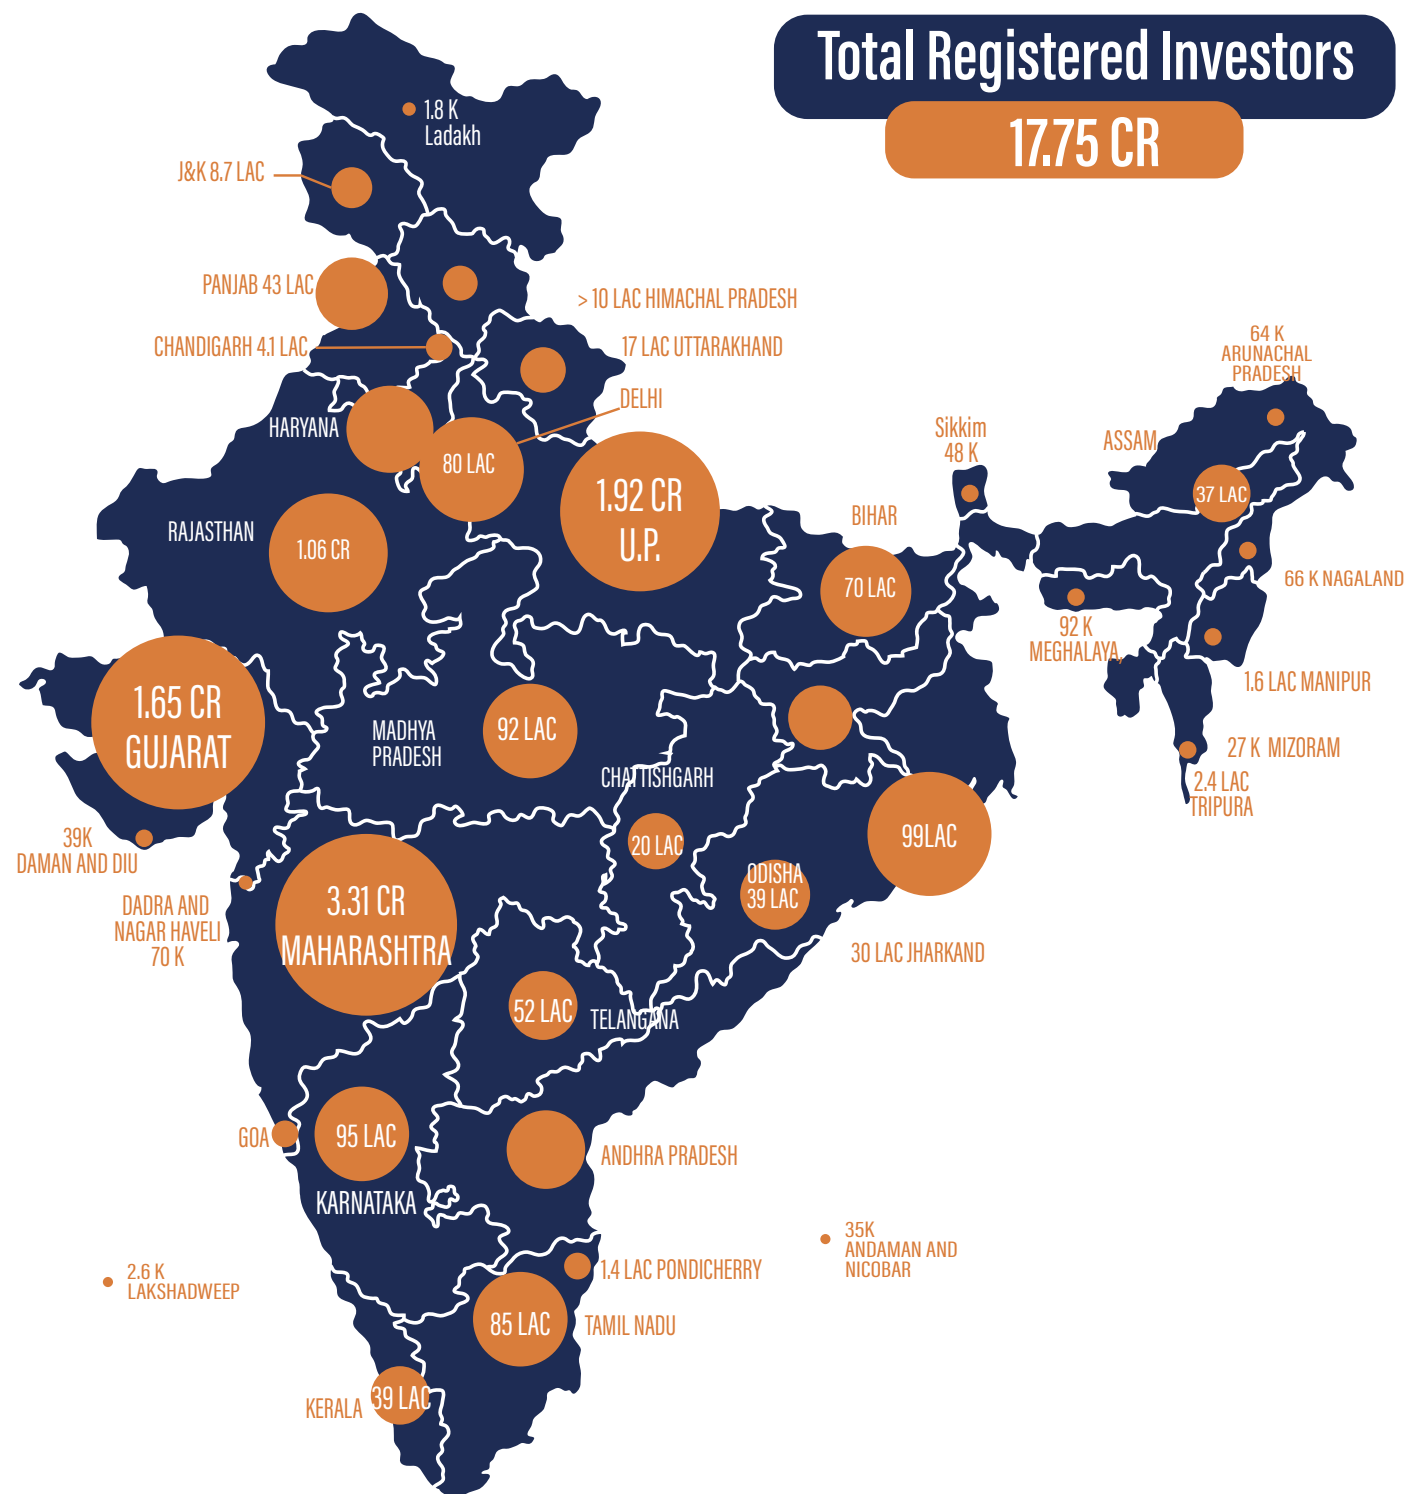 Total Registered Investors
17.75 CR
1.8 K
Ladakh
J&K 8.7 LAC
PANJAB 43 LAC
> 10 LAC HIMACHAL PRADESH
CHANDIGARH 4.1 LAC
17 LAC UTTARAKHAND
DELHI
HARYANA
80 LAC
64 K
ARUNACHAL
PRADESH
Sikkim
48 K
ASSAM
37 LAC
1.92 CR
U.P.
RAJASTHAN
1.06 CR
BIHAR
70 LAC
66 K NAGALAND
92 K
MEGHALAYA,
1.6 LAC MANIPUR
27 K MIZORAM
2.4 LAC
TRIPURA
1.65 CR
GUJARAT
MADHYA
PRADESH
92 LAC
CHATTISHGARH
20 LAC
99LAC
ODISHA
39 LAC
30 LAC JHARKAND
39K
DAMAN AND DIU
DADRA AND
NAGAR HAVELI
70 K
3.31 CR
MAHARASHTRA
52 LAC
TELANGANA
GOA
95 LAC
KARNATAKA
ANDHRA PRADESH
35K
ANDAMAN AND
NICOBAR
2.6 K
LAKSHADWEEP
1.4 LAC PONDICHERRY
85 LAC
TAMIL NADU
KERALA
39 LAC